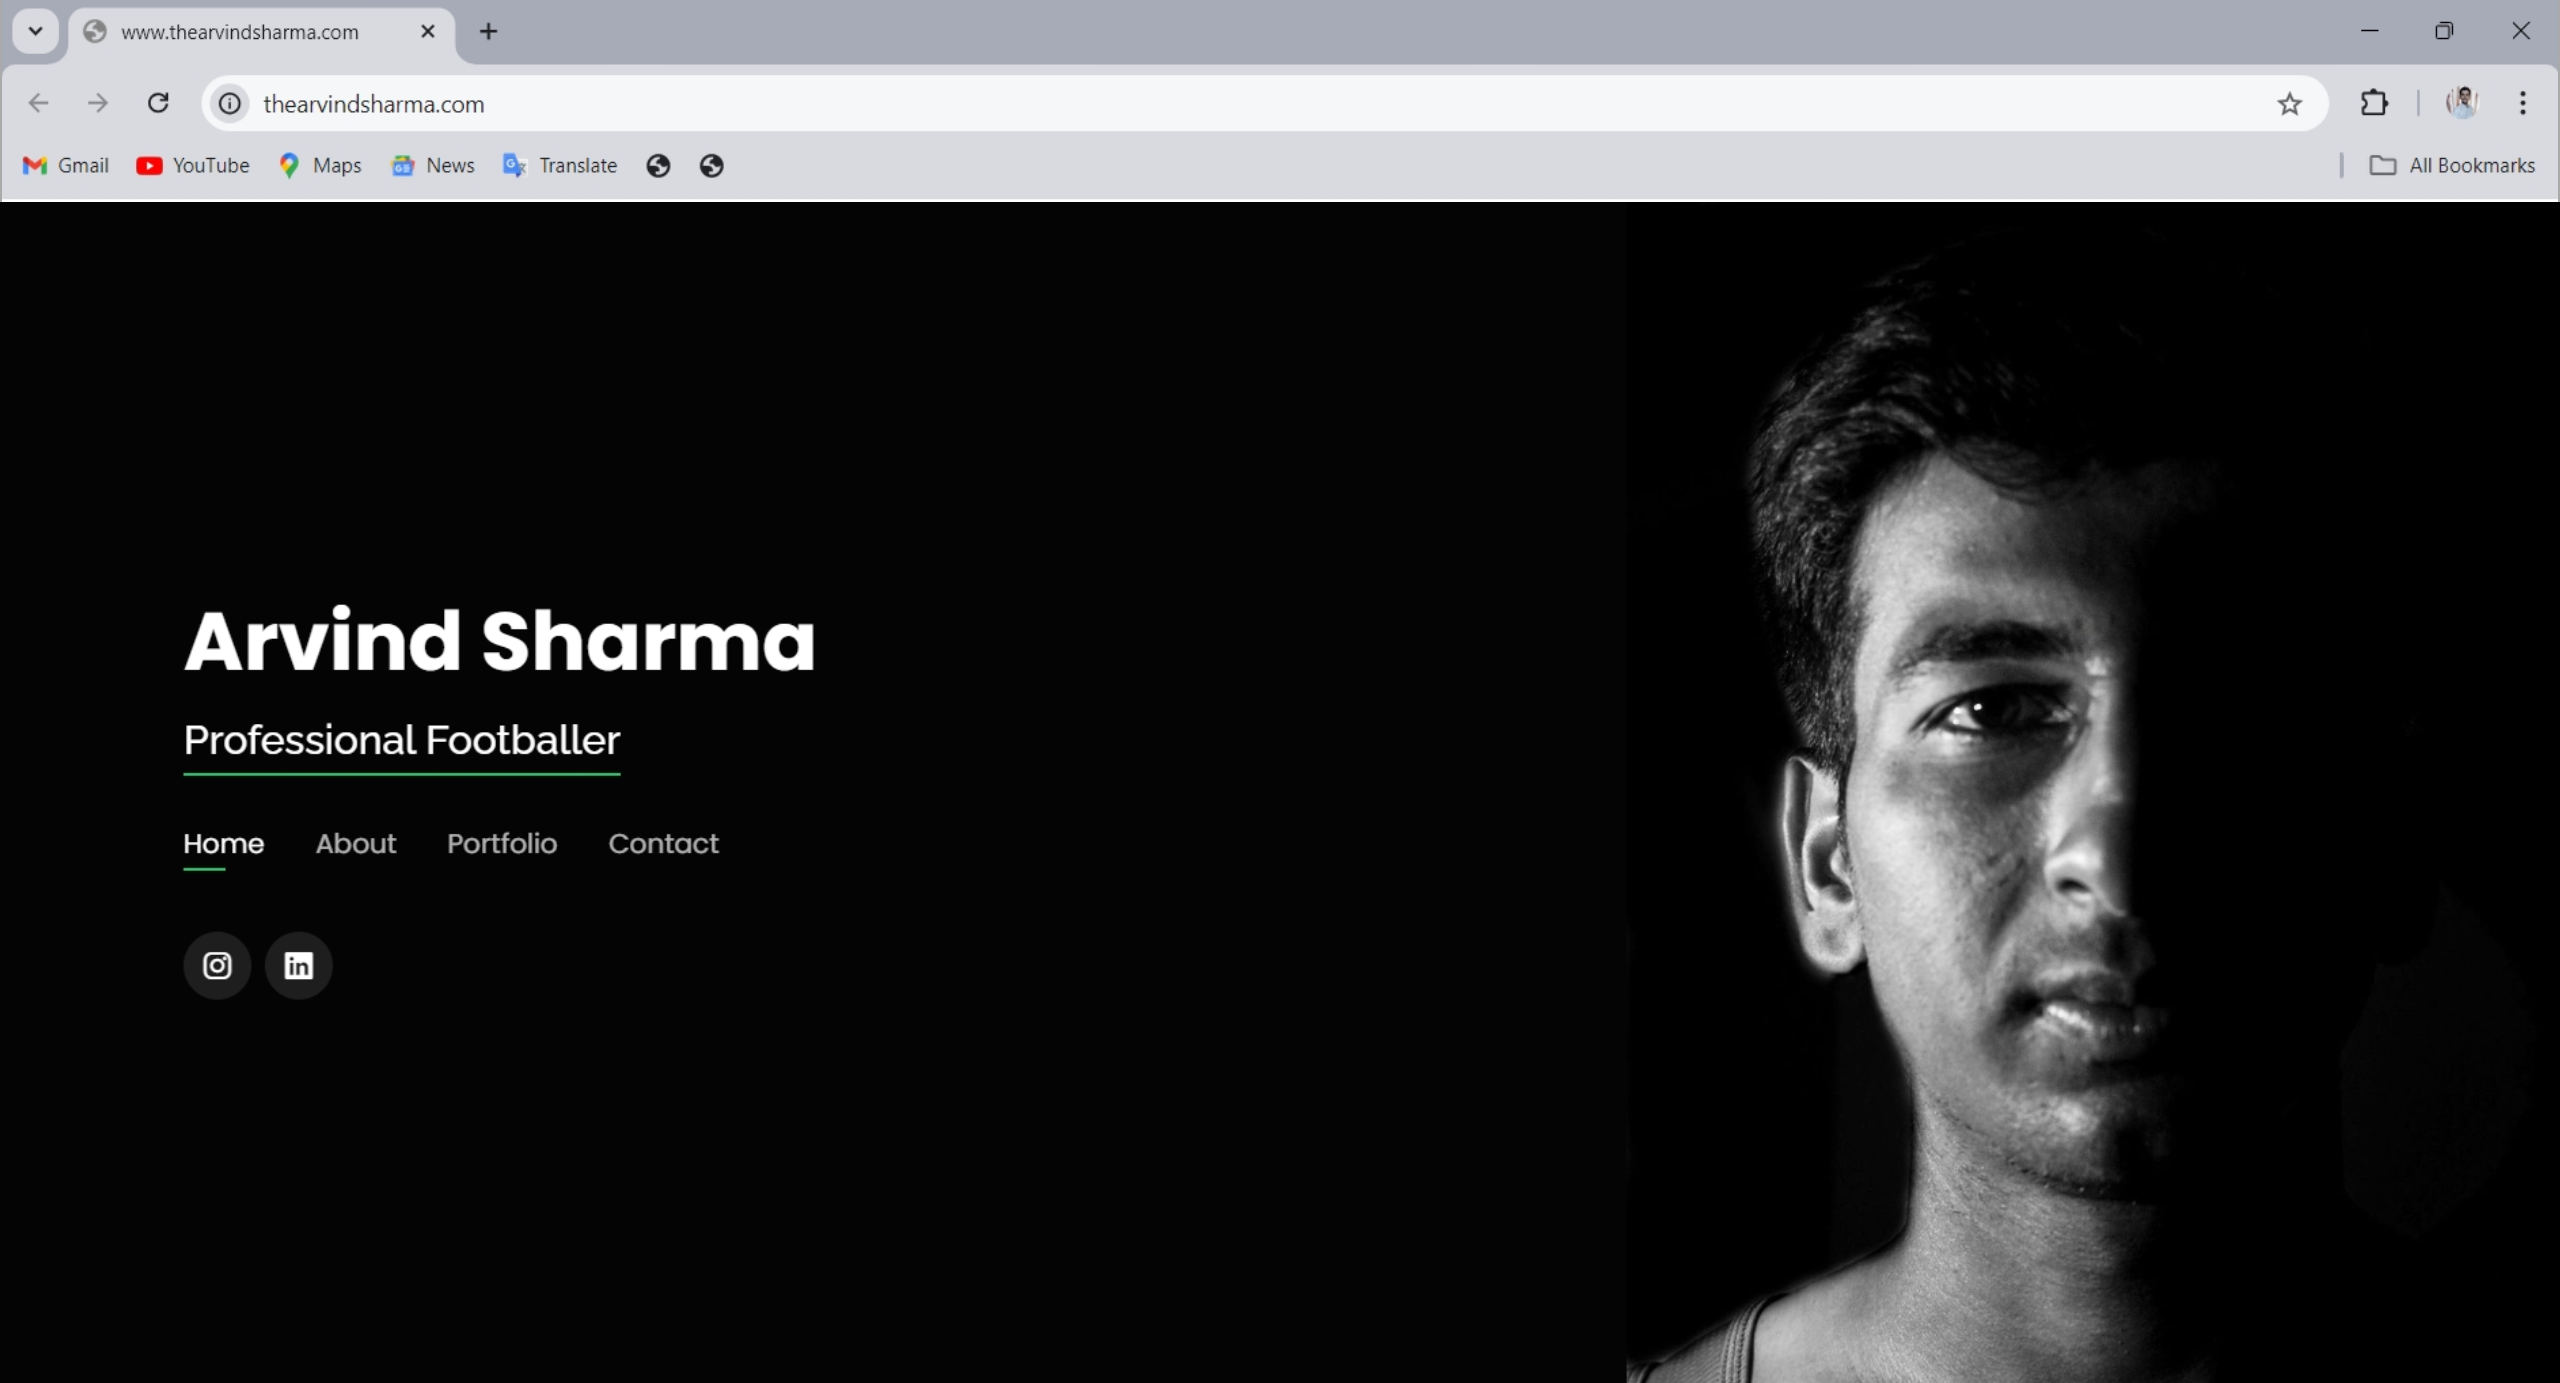 www.thearvindsharma.com
thearvindsharma.com
Gmail YouTube Maps News Translate All Bookmarks
Arvind Sharma
Professional Footballer
Home About Portfolio Contact
in